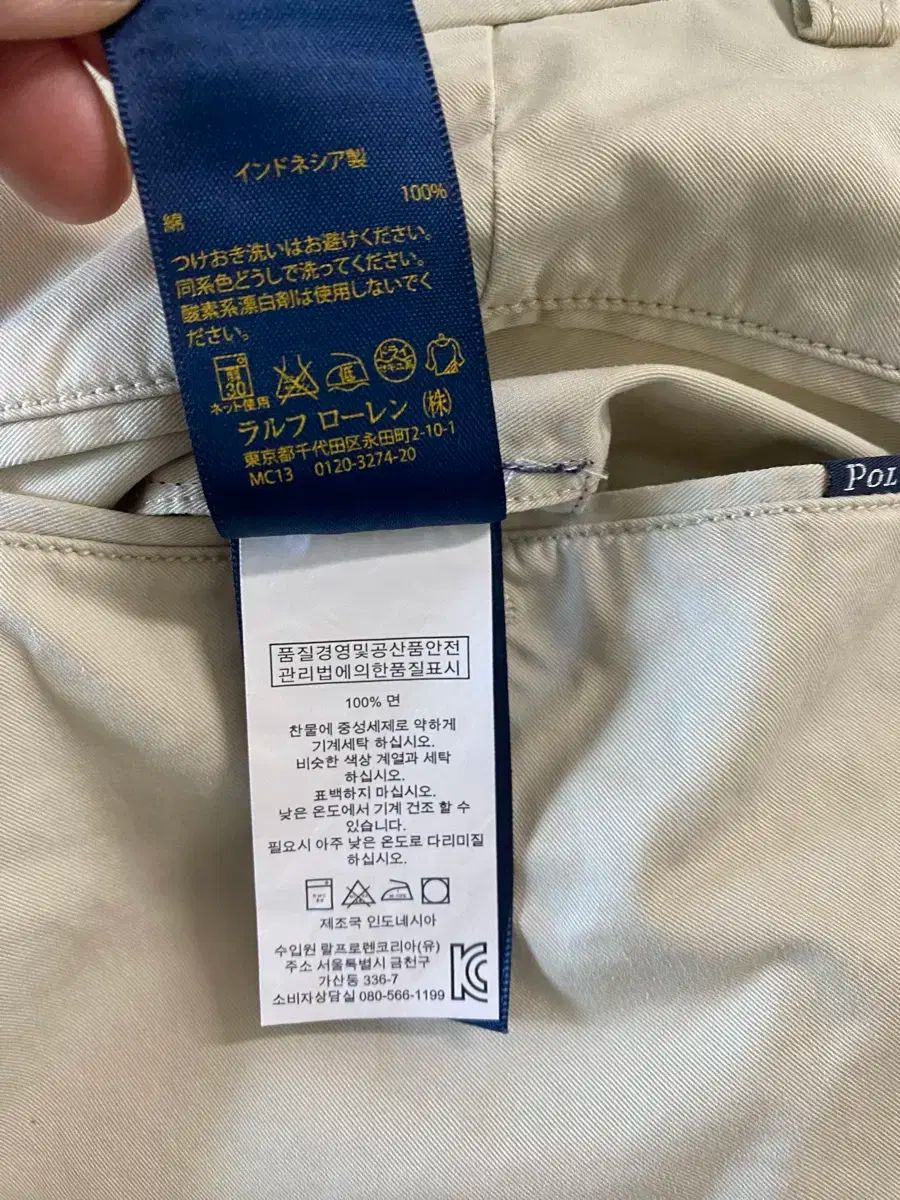 インドネシア製
綿 100%
つけおき洗いはお避けください。
同系色どうしで洗ってください。
酸素系漂白剤は使用しないでく
ださい。
弱
30
低
ドライ
ネット使用
ラルフ ローレン (株)
東京都千代田区永田町2-10-1
MC13 0120-3274-20
POL
품질경영및공산품안전
관리법에의한품질표시
100% 면
찬물에 중성세제로 약하게
기계세탁 하십시오.
비슷한 색상 계열과 세탁
하십시오.
표백하지 마십시오.
낮은 온도에서 기계 건조 할 수
있습니다.
필요시 아주 낮은 온도로 다리미질
하십시오.
제조국 인도네시아
수입원 랄프로렌코리아(유)
주소 서울특별시 금천구
가산동 336-7
소비자상담실 080-566-1199
KC